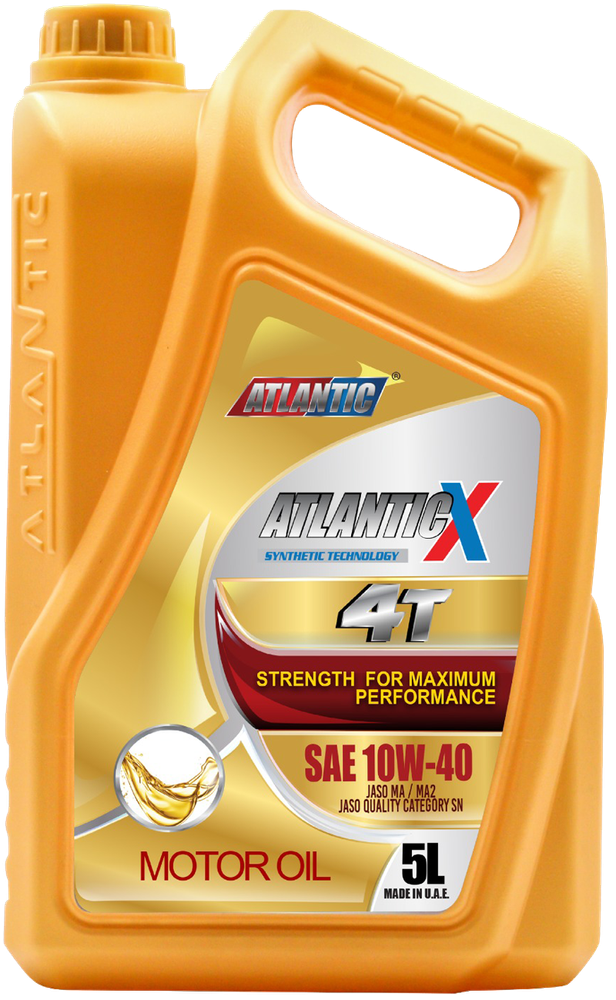 ATLANTIC
ATLANTIC®
ATLANTIC X
SYNTHETIC TECHNOLOGY
4T
STRENGTH FOR MAXIMUM
PERFORMANCE
SAE 10W-40
JASO MA / MA2
JASO QUALITY CATEGORY SN
MOTOR OIL
5L
MADE IN U.A.E.